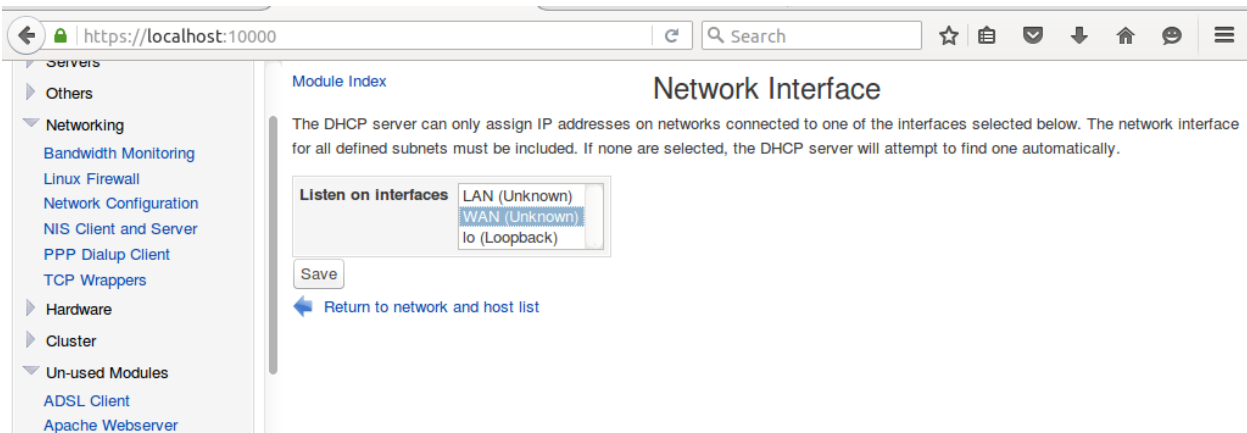 https://localhost:10000
Search
Servers
Others
Networking
Bandwidth Monitoring
Linux Firewall
Network Configuration
NIS Client and Server
PPP Dialup Client
TCP Wrappers
Hardware
Cluster
Un-used Modules
ADSL Client
Apache Webserver
Module Index
Network Interface
The DHCP server can only assign IP addresses on networks connected to one of the interfaces selected below. The network interface
for all defined subnets must be included. If none are selected, the DHCP server will attempt to find one automatically.
Listen on interfaces
LAN (Unknown)
WAN (Unknown)
lo (Loopback)
Save
Return to network and host list